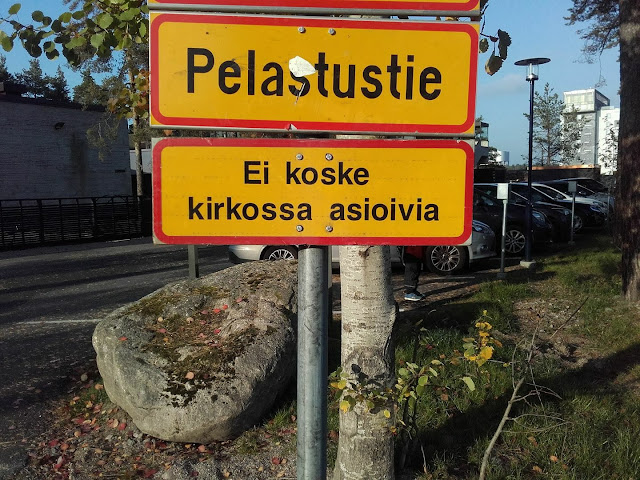 Pelastustie
Ei koske
kirkossa asioivia